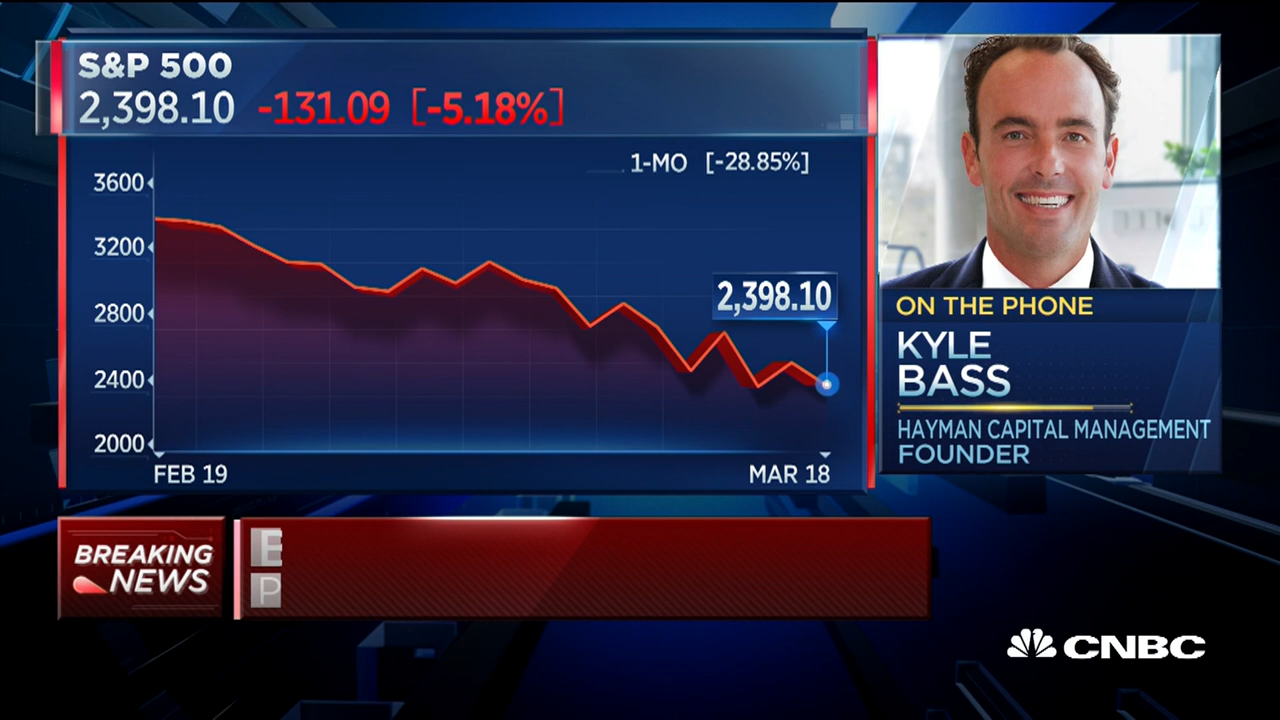 S&P 500
2,398.10 -131.09 [-5.18%]
1-MO [-28.85%]
3600
3200
2800
2400
2000
2,398.10
FEB 19
MAR 18
ON THE PHONE
KYLE
BASS
HAYMAN CAPITAL MANAGEMENT
FOUNDER
BREAKING
NEWS
E
P
CNBC